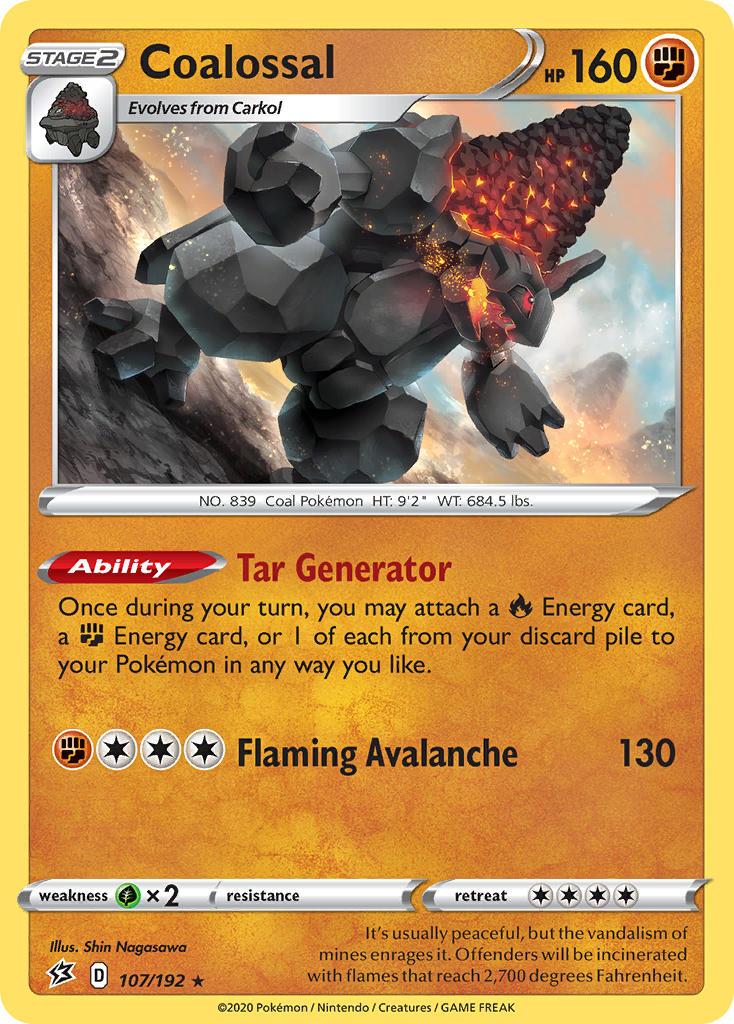 STAGE 2
Coalossal
HP 160
Evolves from Carkol
NO. 839 Coal Pokémon HT: 9'2" WT: 684.5 lbs.
Ability Tar Generator
Once during your turn, you may attach a Energy card,
a Energy card, or 1 of each from your discard pile to
your Pokémon in any way you like.
Flaming Avalanche 130
weakness ×2 resistance retreat
Illus. Shin Nagasawa
D 107/192 ★
It's usually peaceful, but the vandalism of
mines enrages it. Offenders will be incinerated
with flames that reach 2,700 degrees Fahrenheit.
©2020 Pokémon / Nintendo / Creatures / GAME FREAK